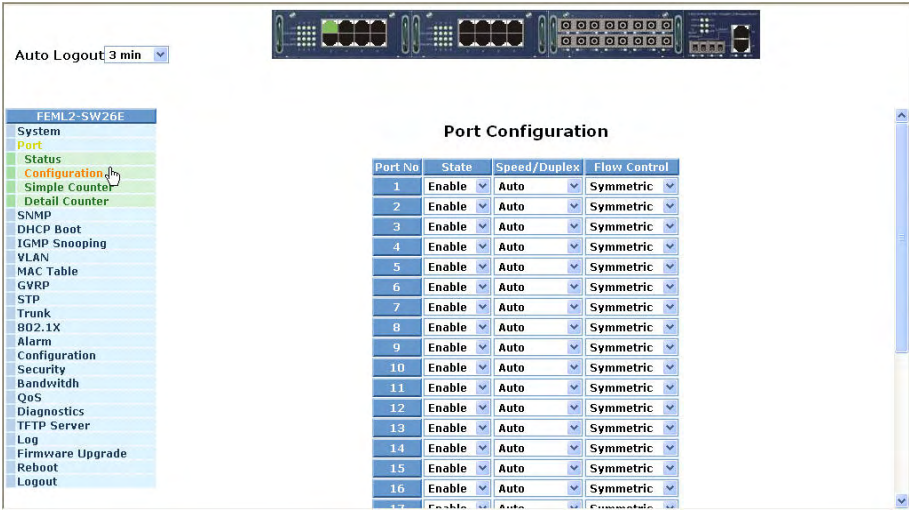 Auto Logout 3 min
FEML2-SW26E
System
Port
Status
Configuration
Simple Counter
Detail Counter
SNMP
DHCP Boot
IGMP Snooping
VLAN
MAC Table
GVRP
STP
Trunk
802.1X
Alarm
Configuration
Security
Bandwitdh
QoS
Diagnostics
TFTP Server
Log
Firmware Upgrade
Reboot
Logout
Port Configuration
Port No State Speed/Duplex Flow Control
1 Enable Auto Symmetric
2 Enable Auto Symmetric
3 Enable Auto Symmetric
4 Enable Auto Symmetric
5 Enable Auto Symmetric
6 Enable Auto Symmetric
7 Enable Auto Symmetric
8 Enable Auto Symmetric
9 Enable Auto Symmetric
10 Enable Auto Symmetric
11 Enable Auto Symmetric
12 Enable Auto Symmetric
13 Enable Auto Symmetric
14 Enable Auto Symmetric
15 Enable Auto Symmetric
16 Enable Auto Symmetric
17 Enable Auto Symmetric